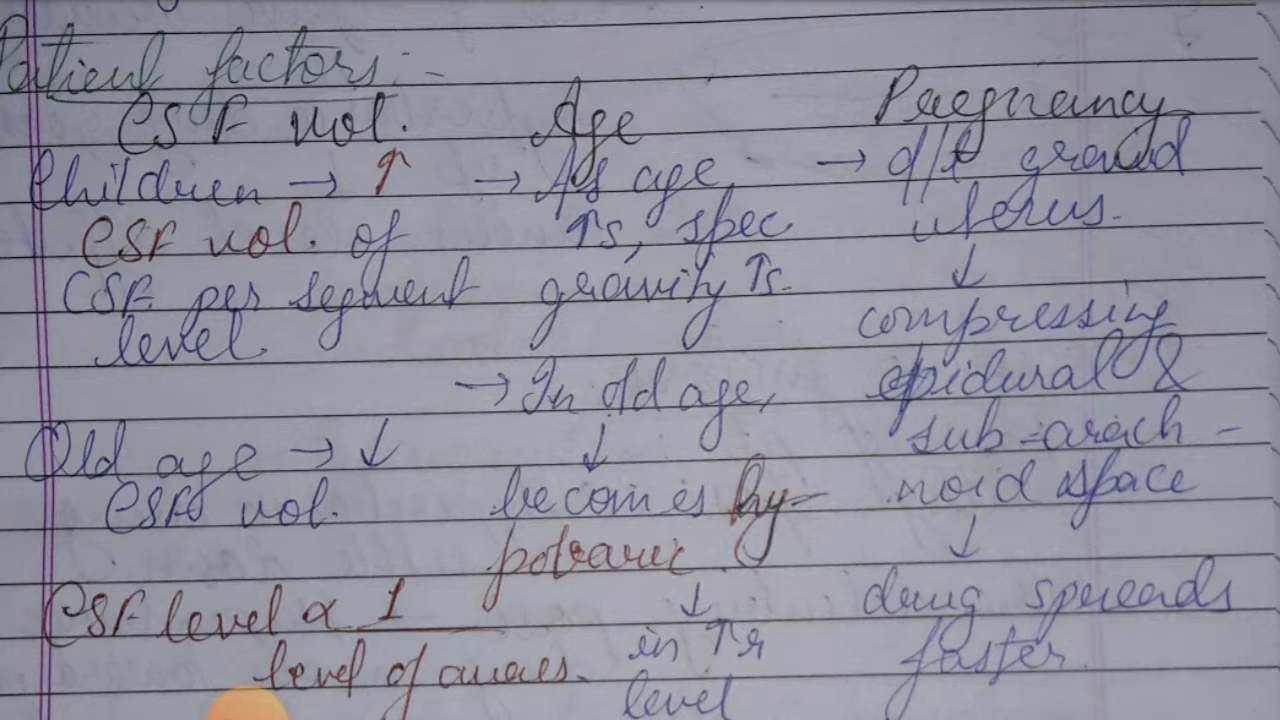 Patient factors :-
CSF vol.
Children → ↑
CSF vol. of
CSF per segment
level.
Old age → ↓
CSF vol.
CSF level α 1
level of anaes.
Age
→ As age
↑s, spec
gravity ↑s.
→ In old age,
↓
becomes hy-
pobaric
↓
in ↑r
level
Pregnancy
→ d/t gravid
uterus.
↓
compressing
epidural &
sub-arach-
noid space
↓
drug spreads
faster.